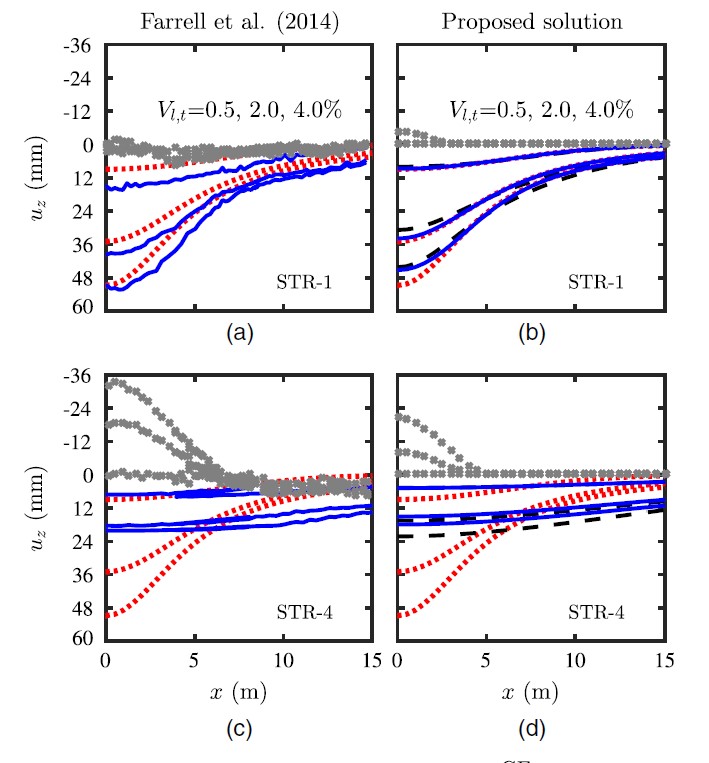 Farrell et al. (2014) Proposed solution
-36 -24 -12 0 12 24 36 48 60
u_z (mm)
V_{l,t}=0.5, 2.0, 4.0% V_{l,t}=0.5, 2.0, 4.0%
STR-1 STR-1
(a) (b)
-36 -24 -12 0 12 24 36 48 60
u_z (mm)
STR-4 STR-4
0 5 10 15 0 5 10 15
x (m) x (m)
(c) (d)